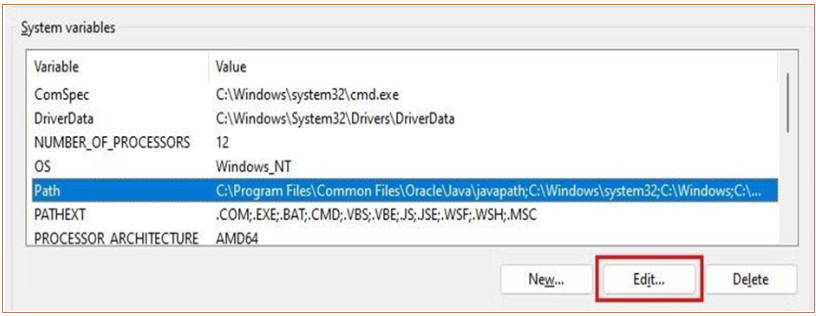 System variables
Variable Value
ComSpec C:\Windows\system32\cmd.exe
DriverData C:\Windows\System32\Drivers\DriverData
NUMBER_OF_PROCESSORS 12
OS Windows_NT
Path C:\Program Files\Common Files\Oracle\Java\javapath;C:\Windows\system32;C:\Windows;C:\...
PATHEXT .COM;.EXE;.BAT;.CMD;.VBS;.VBE;.JS;.JSE;.WSF;.WSH;.MSC
PROCESSOR_ARCHITECTURE AMD64
New... Edit... Delete